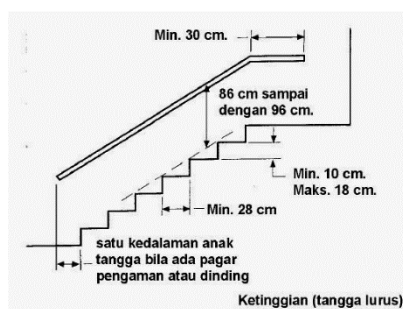 Min. 30 cm.
86 cm sampai
dengan 96 cm.
Min. 10 cm.
Maks. 18 cm.
Min. 28 cm
satu kedalaman anak
tangga bila ada pagar
pengaman atau dinding
Ketinggian (tangga lurus)